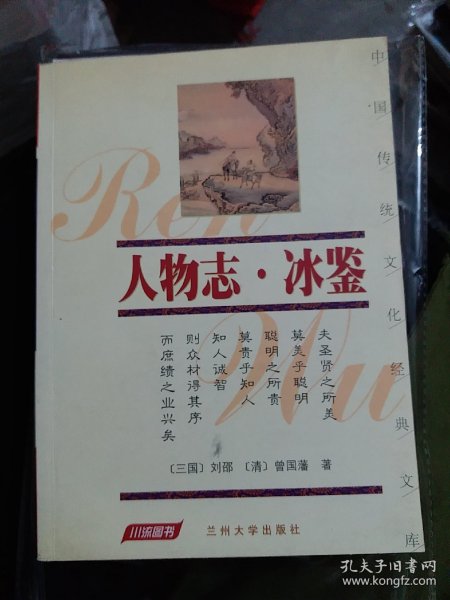 中国传统文化经典文库
Ren
Wu
人物志·冰鉴
夫圣贤之所美
莫美乎聪明
聪明之所贵
莫贵乎知人
知人诚智
则众材得其序
而庶绩之业兴矣
〔三国〕刘邵 〔清〕曾国藩 著
川流图书
兰州大学出版社
孔夫子旧书网
www.kongfz.com